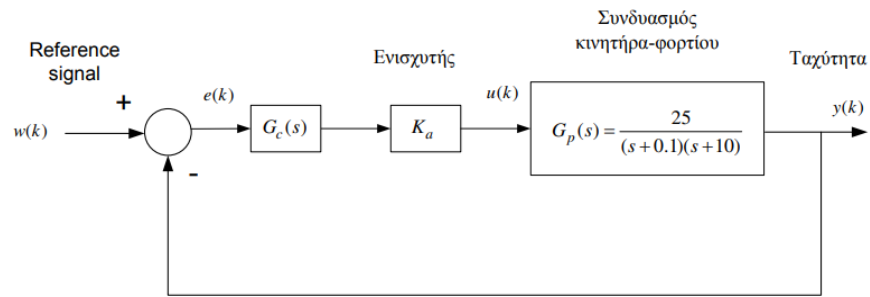 Συνδυασμός
κινητήρα-φορτίου
Reference
signal
Ενισχυτής
Ταχύτητα
+
e(k)
u(k)
y(k)
w(k)
G_c(s)
K_a
G_p(s) = 25 / (s+0.1)(s+10)
-